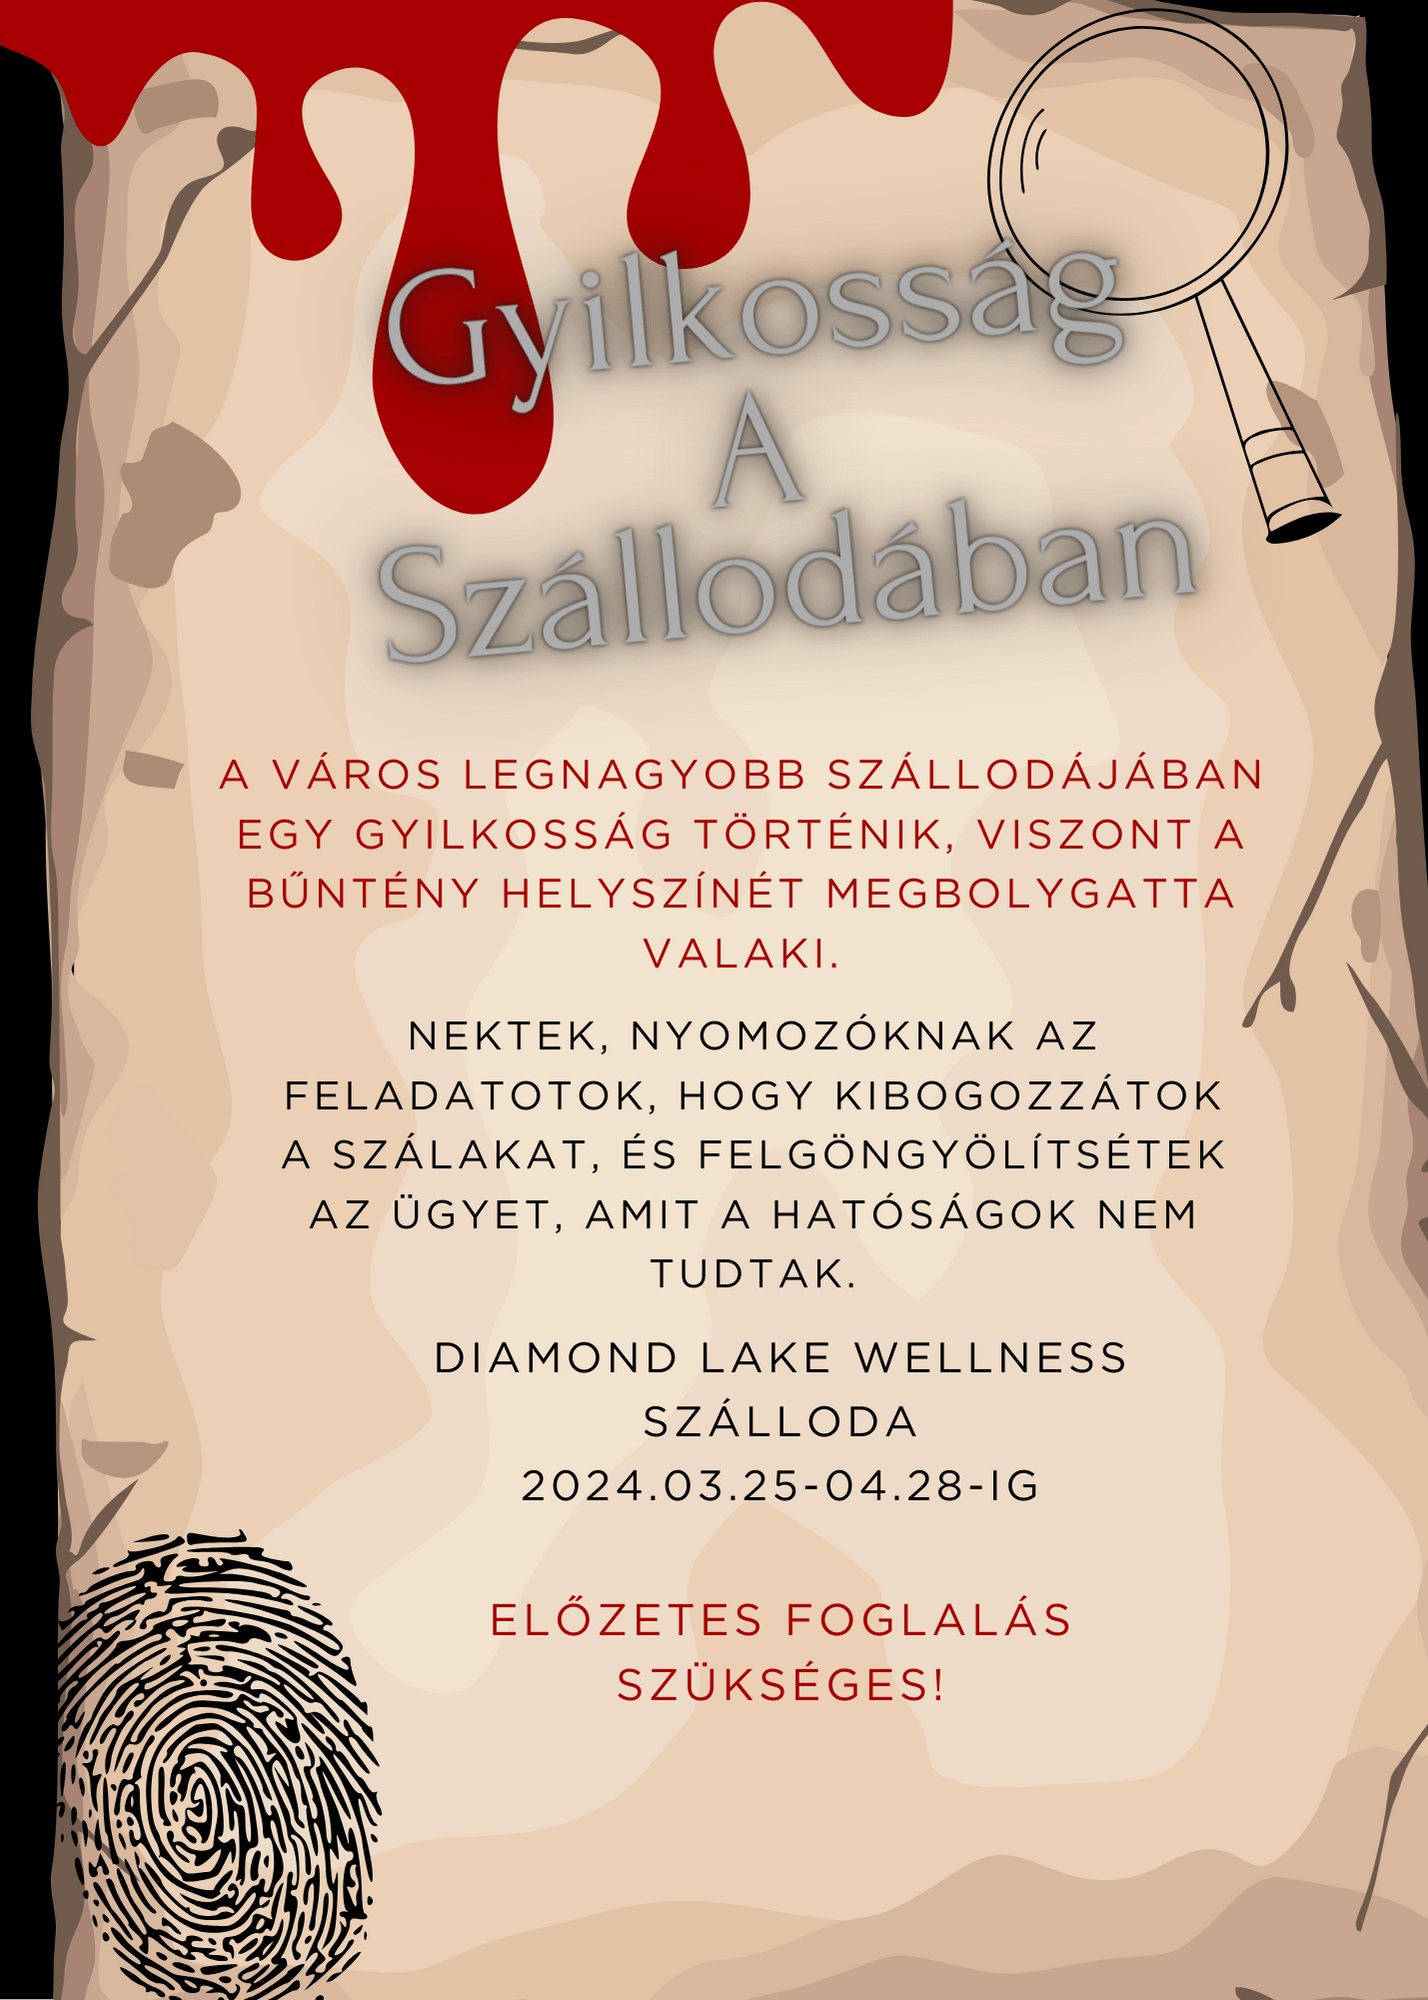 Gyilkosság
A
Szállodában
A VÁROS LEGNAGYOBB SZÁLLODÁJÁBAN
EGY GYILKOSSÁG TÖRTÉNIK, VISZONT A
BŰNTÉNY HELYSZÍNÉT MEGBOLYGATTA
VALAKI.
NEKTEK, NYOMOZÓKNAK AZ
FELADATOTOK, HOGY KIBOGOZZÁTOK
A SZÁLAKAT, ÉS FELGÖNGYÖLÍTSÉTEK
AZ ÜGYET, AMIT A HATÓSÁGOK NEM
TUDTAK.
DIAMOND LAKE WELLNESS
SZÁLLODA
2024.03.25-04.28-IG
ELŐZETES FOGLALÁS
SZÜKSÉGES!